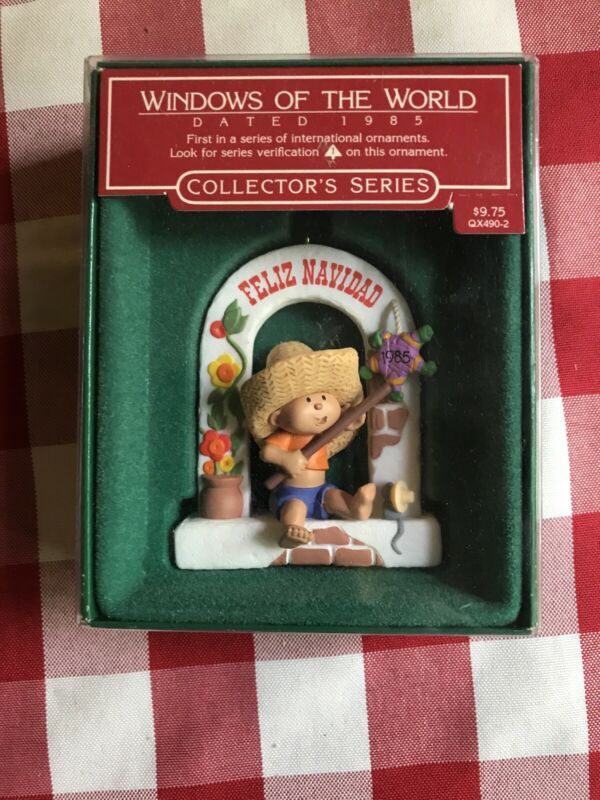 WINDOWS OF THE WORLD
DATED 1985
First in a series of international ornaments.
Look for series verification 1 on this ornament.
COLLECTOR'S SERIES
$9.75
QX490-2
FELIZ NAVIDAD
1985